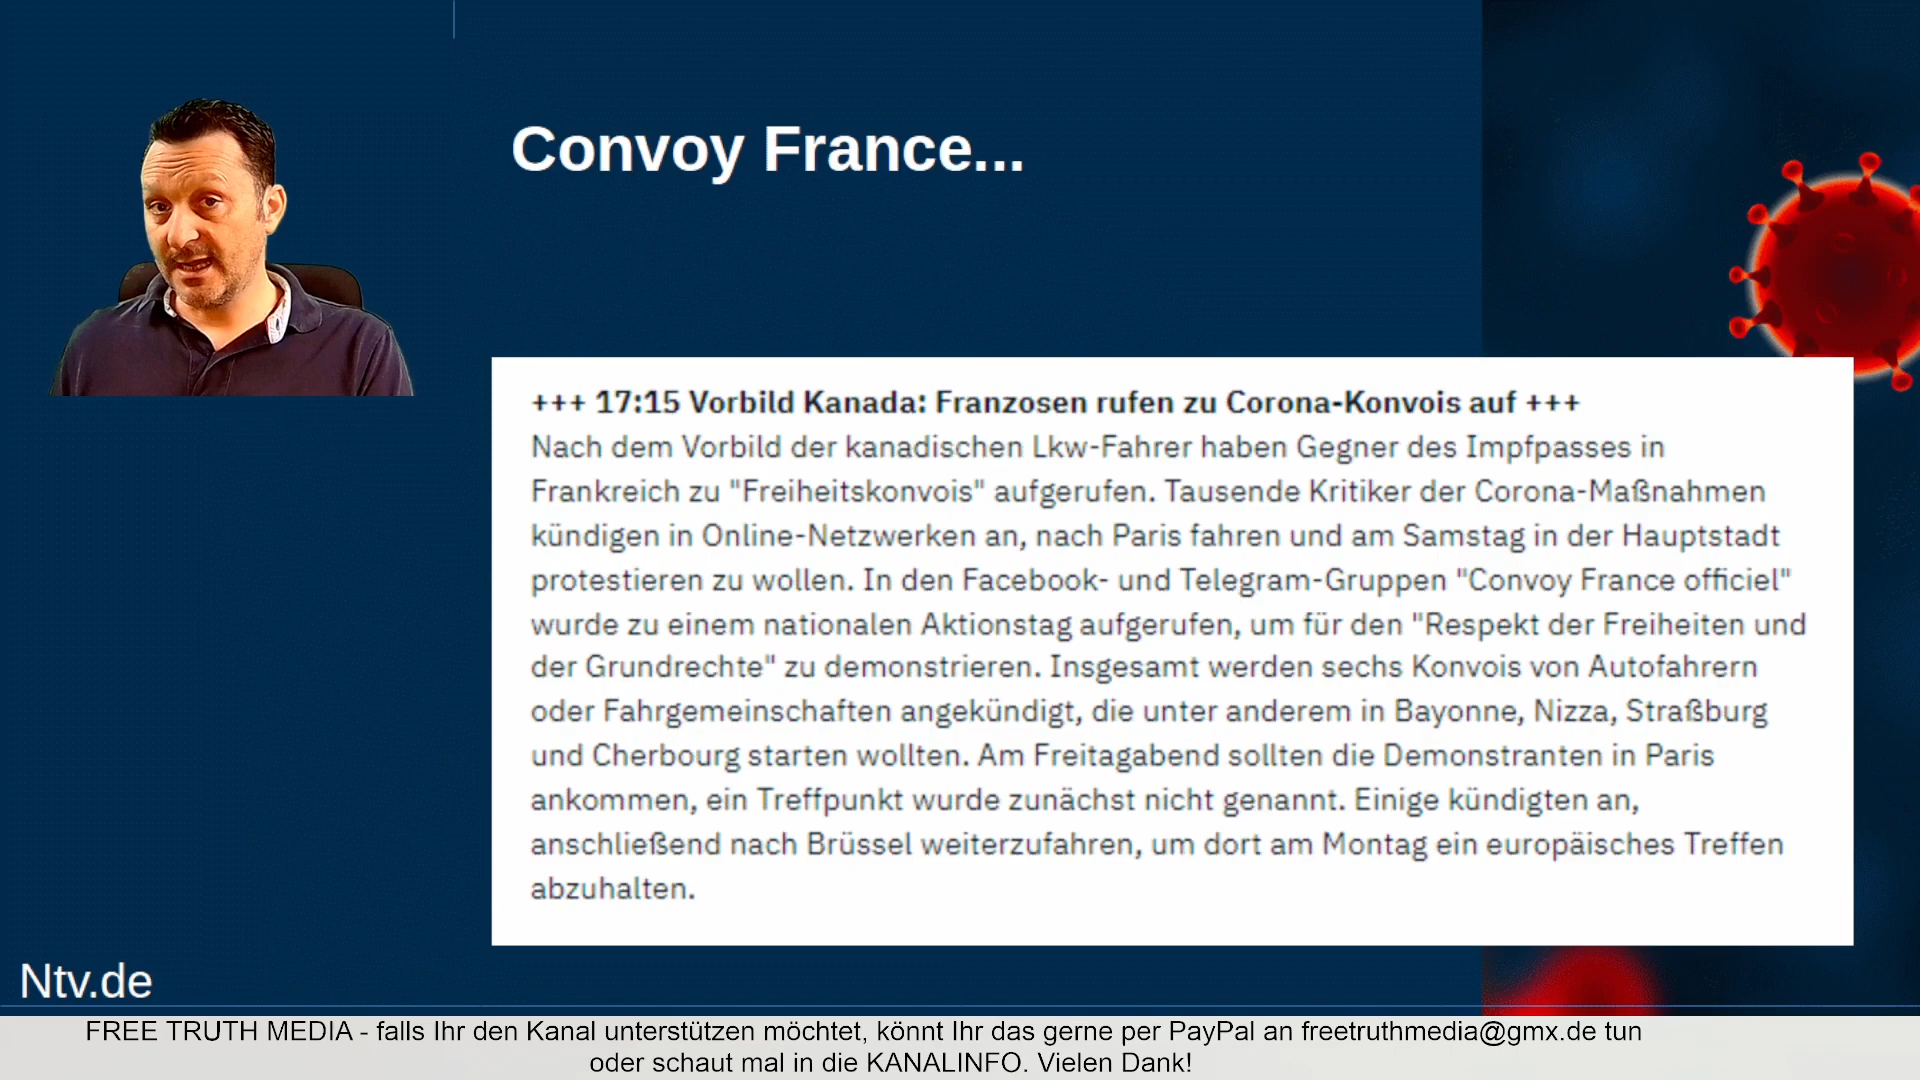 Convoy France...
+++ 17:15 Vorbild Kanada: Franzosen rufen zu Corona-Konvois auf +++
Nach dem Vorbild der kanadischen Lkw-Fahrer haben Gegner des Impfpasses in
Frankreich zu "Freiheitskonvois" aufgerufen. Tausende Kritiker der Corona-Maßnahmen
kündigen in Online-Netzwerken an, nach Paris fahren und am Samstag in der Hauptstadt
protestieren zu wollen. In den Facebook- und Telegram-Gruppen "Convoy France officiel"
wurde zu einem nationalen Aktionstag aufgerufen, um für den "Respekt der Freiheiten und
der Grundrechte" zu demonstrieren. Insgesamt werden sechs Konvois von Autofahrern
oder Fahrgemeinschaften angekündigt, die unter anderem in Bayonne, Nizza, Straßburg
und Cherbourg starten wollten. Am Freitagabend sollten die Demonstranten in Paris
ankommen, ein Treffpunkt wurde zunächst nicht genannt. Einige kündigten an,
anschließend nach Brüssel weiterzufahren, um dort am Montag ein europäisches Treffen
abzuhalten.
Ntv.de
FREE TRUTH MEDIA - falls Ihr den Kanal unterstützen möchtet, könnt Ihr das gerne per PayPal an freetruthmedia@gmx.de tun
oder schaut mal in die KANALINFO. Vielen Dank!